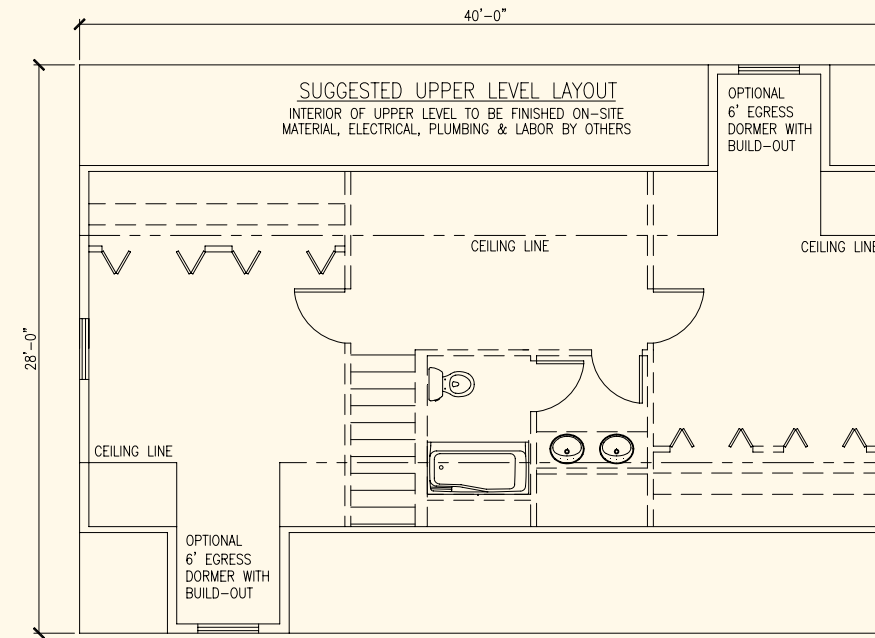 40'-0"
SUGGESTED UPPER LEVEL LAYOUT
INTERIOR OF UPPER LEVEL TO BE FINISHED ON-SITE
MATERIAL, ELECTRICAL, PLUMBING & LABOR BY OTHERS
OPTIONAL
6' EGRESS
DORMER WITH
BUILD-OUT
CEILING LINE
CEILING LINE
28'-0"
CEILING LINE
OPTIONAL
6' EGRESS
DORMER WITH
BUILD-OUT